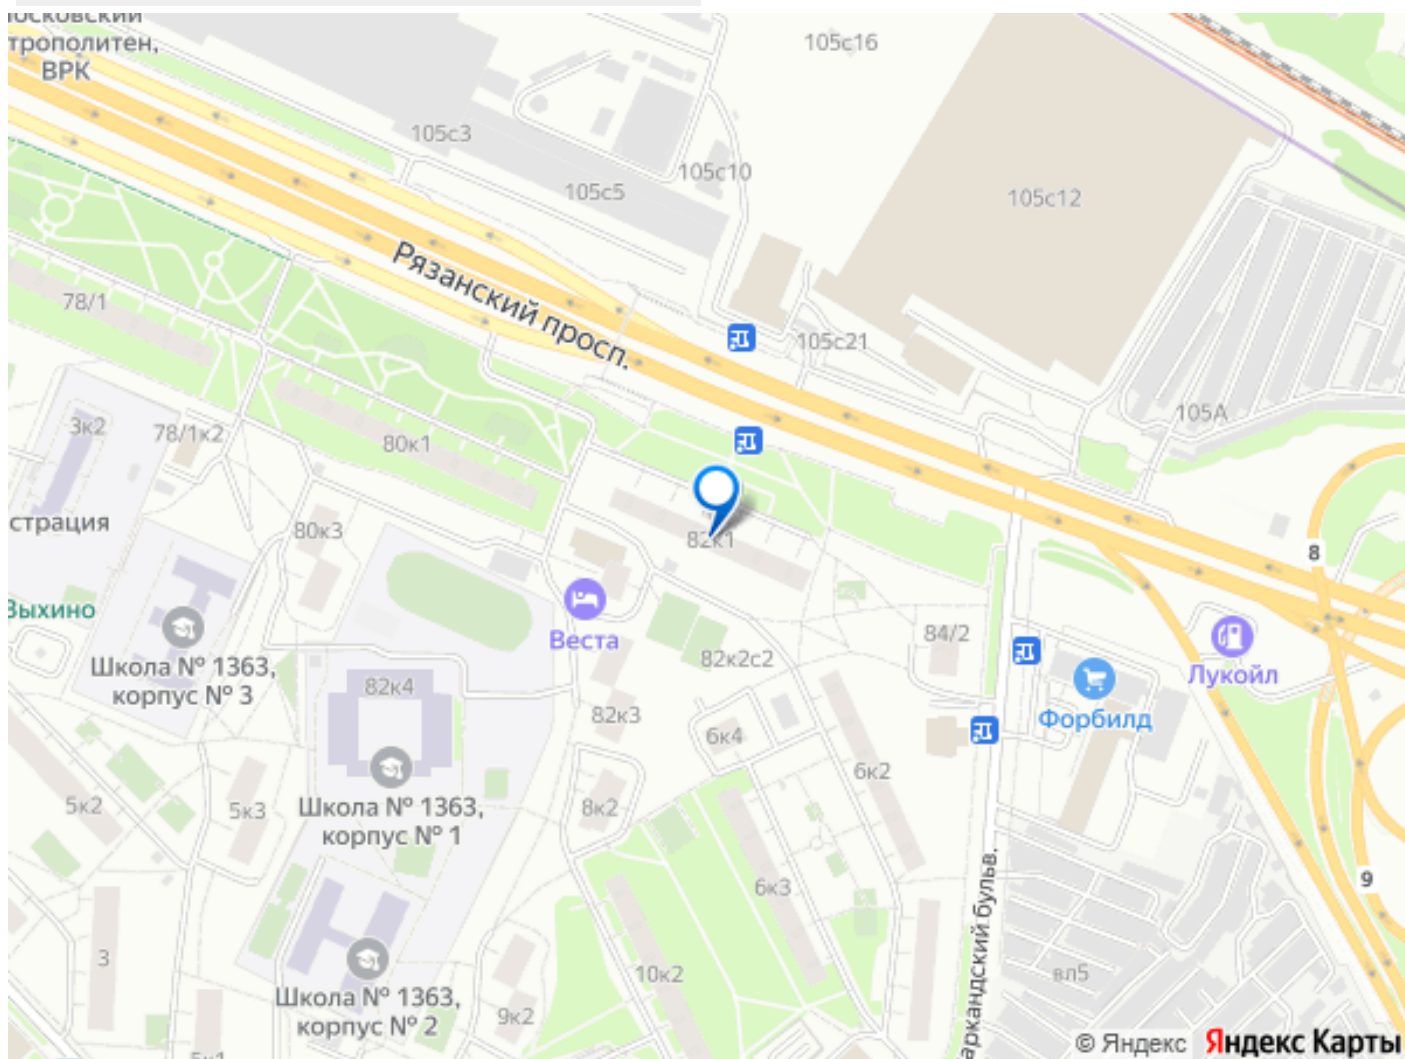 трополитен,
ВРК
105с16
105с3
105с10
105с5
105с12
Рязанский просп.
78/1
105с21
105А
3к2
78/1к2
80к1
страция
80к3
82к1
8
Выхино
Веста
84/2
Лукойл
Школа № 1363,
корпус № 3
82к2с2
82к4
Форбилд
82к3
6к4
6к2
5к2
5к3
Школа № 1363,
корпус № 1
8к2
6к3
9
аркандский бульв.
3
10к2
вл5
Школа № 1363,
корпус № 2
9к2
© Яндекс Яндекс Карты